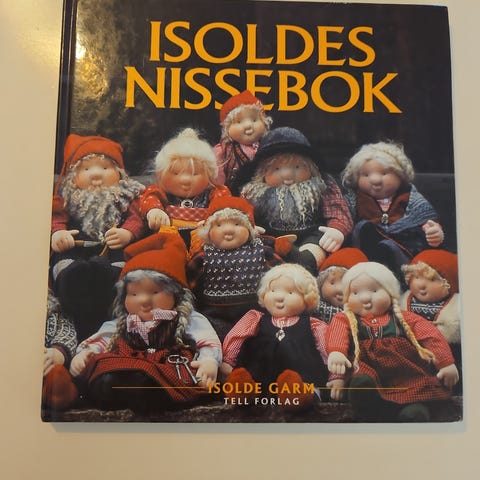 ISOLDES
NISSEBOK
ISOLDE GARM
TELL FORLAG